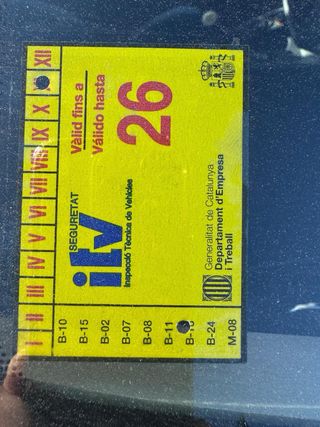 I II III IV V VI VII VIII IX X XII
B-10
B-15
B-02
B-07
B-08
B-11
B-24
M-08
SEGURETAT
itv
Inspecció Tècnica de Vehicles
Vàlid fins a
Válido hasta
26
Generalitat de Catalunya
Departament d'Empresa
i Treball